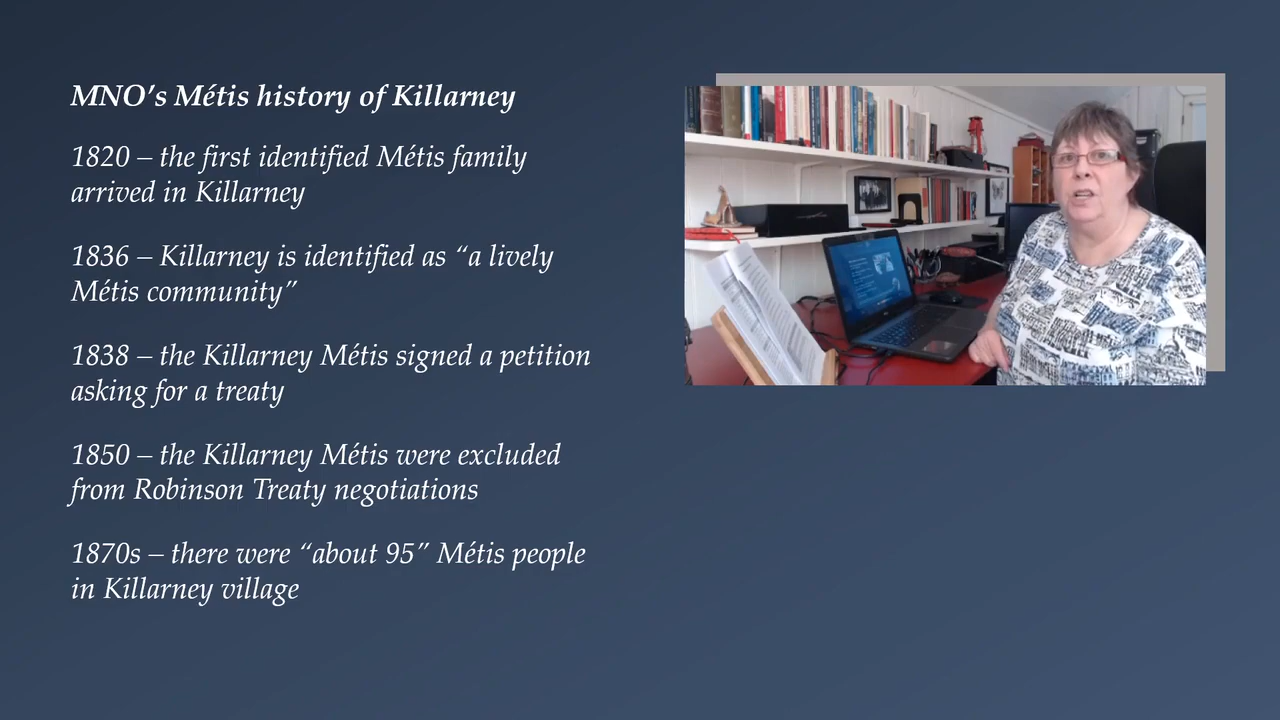 MNO's Métis history of Killarney
1820 – the first identified Métis family
arrived in Killarney
1836 – Killarney is identified as “a lively
Métis community”
1838 – the Killarney Métis signed a petition
asking for a treaty
1850 – the Killarney Métis were excluded
from Robinson Treaty negotiations
1870s – there were “about 95” Métis people
in Killarney village